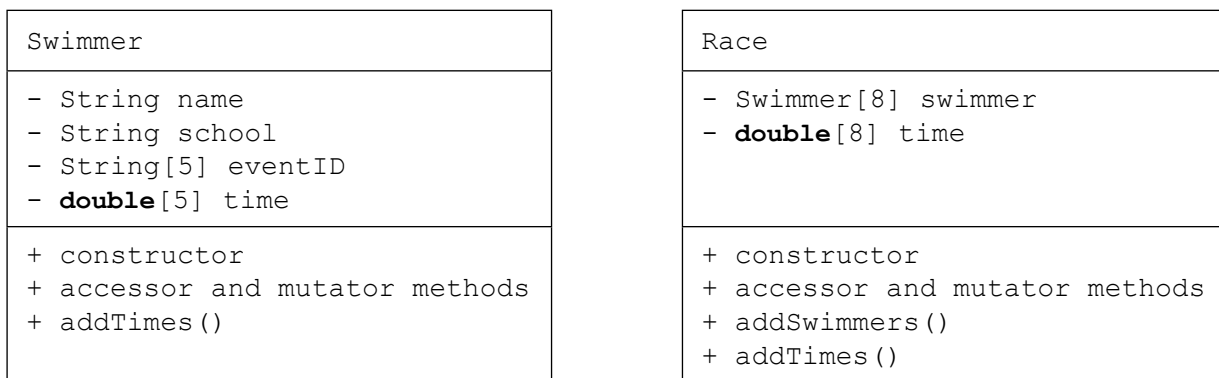 Swimmer
- String name
- String school
- String[5] eventID
- double[5] time
+ constructor
+ accessor and mutator methods
+ addTimes()
Race
- Swimmer[8] swimmer
- double[8] time
+ constructor
+ accessor and mutator methods
+ addSwimmers()
+ addTimes()